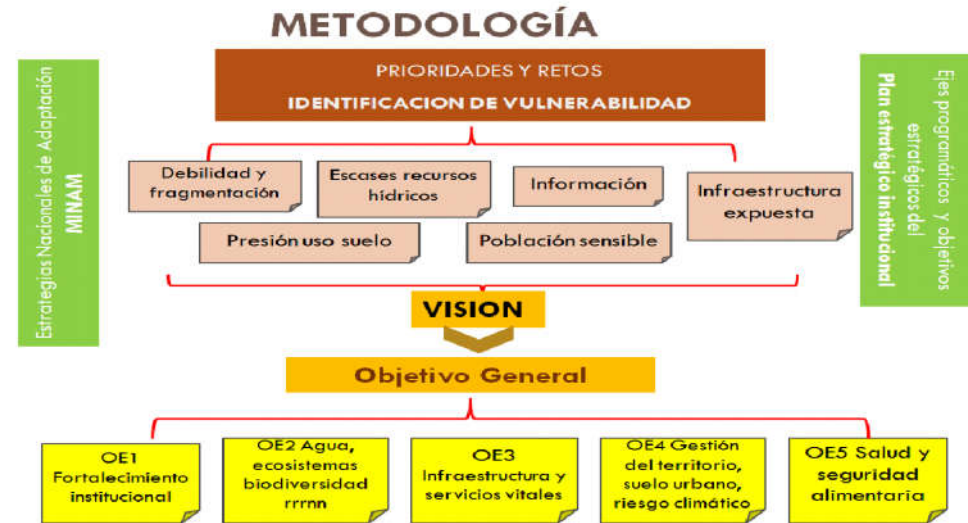 METODOLOGÍA
PRIORIDADES Y RETOS
IDENTIFICACION DE VULNERABILIDAD
Estrategias Nacionales de Adaptación
MINAM
Ejes programáticos y objetivos
estratégicos del
Plan estratégico institucional
Debilidad y
fragmentación
Escases recursos
hídricos
Información
Infraestructura
expuesta
Presión uso suelo
Población sensible
VISION
Objetivo General
OE1
Fortalecimiento
institucional
OE2 Agua,
ecosistemas
biodiversidad
rrrnn
OE3
Infraestructura y
servicios vitales
OE4 Gestión
del territorio,
suelo urbano,
riesgo climático
OE5 Salud y
seguridad
alimentaria